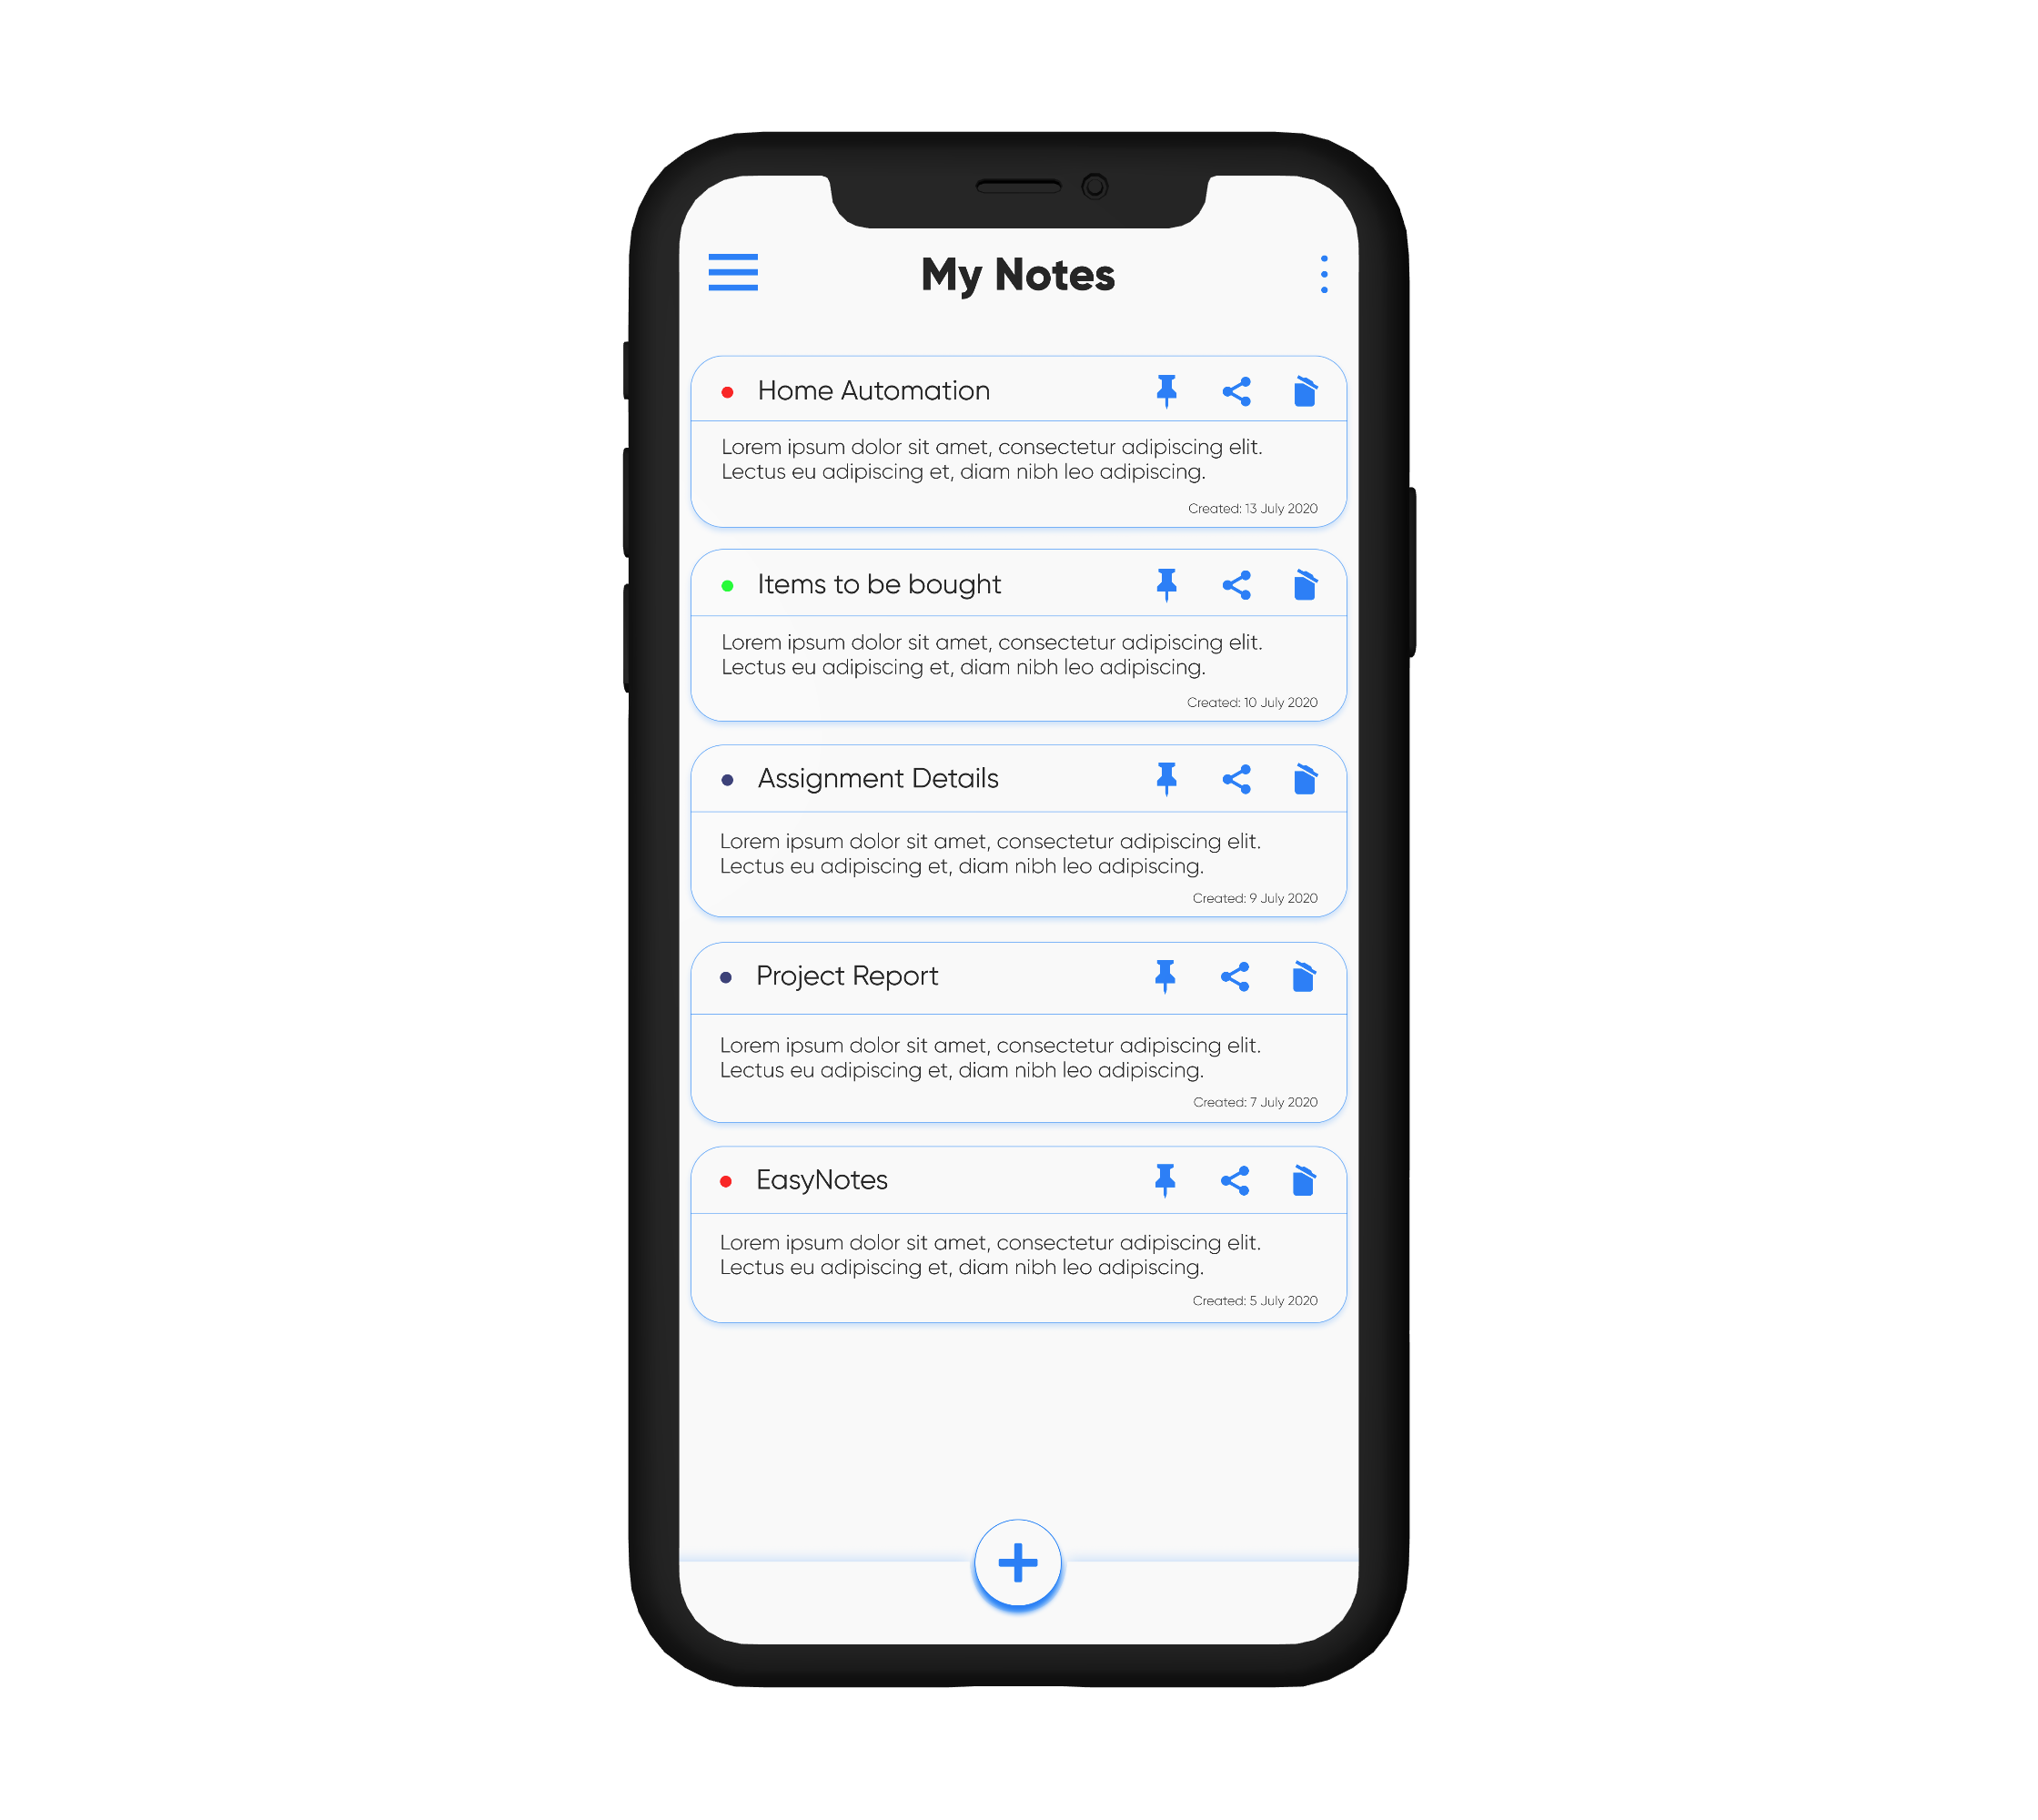 My Notes
Home Automation
Lorem ipsum dolor sit amet, consectetur adipiscing elit.
Lectus eu adipiscing et, diam nibh leo adipiscing.
Created: 13 July 2020
Items to be bought
Lorem ipsum dolor sit amet, consectetur adipiscing elit.
Lectus eu adipiscing et, diam nibh leo adipiscing.
Created: 10 July 2020
Assignment Details
Lorem ipsum dolor sit amet, consectetur adipiscing elit.
Lectus eu adipiscing et, diam nibh leo adipiscing.
Created: 9 July 2020
Project Report
Lorem ipsum dolor sit amet, consectetur adipiscing elit.
Lectus eu adipiscing et, diam nibh leo adipiscing.
Created: 7 July 2020
EasyNotes
Lorem ipsum dolor sit amet, consectetur adipiscing elit.
Lectus eu adipiscing et, diam nibh leo adipiscing.
Created: 5 July 2020